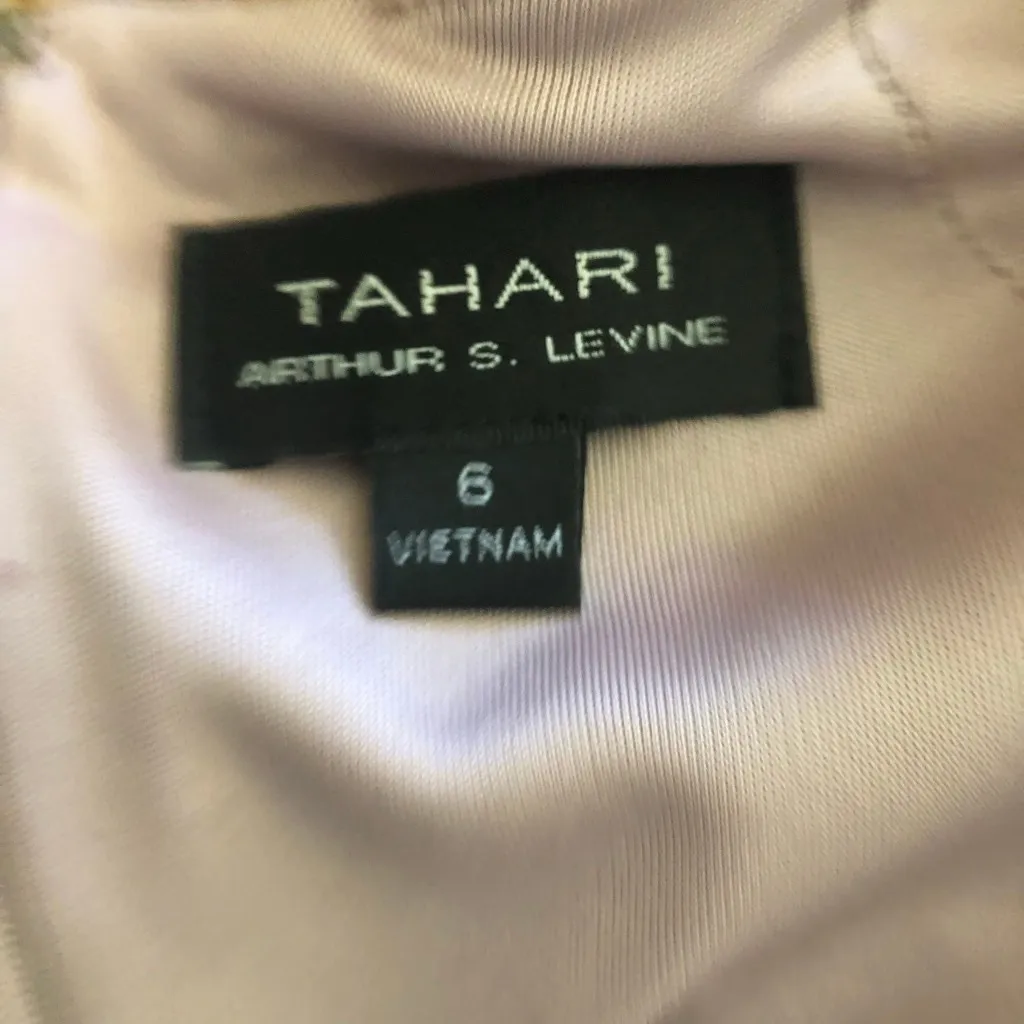 TAHARI
ARTHUR S. LEVINE
6
VIETNAM